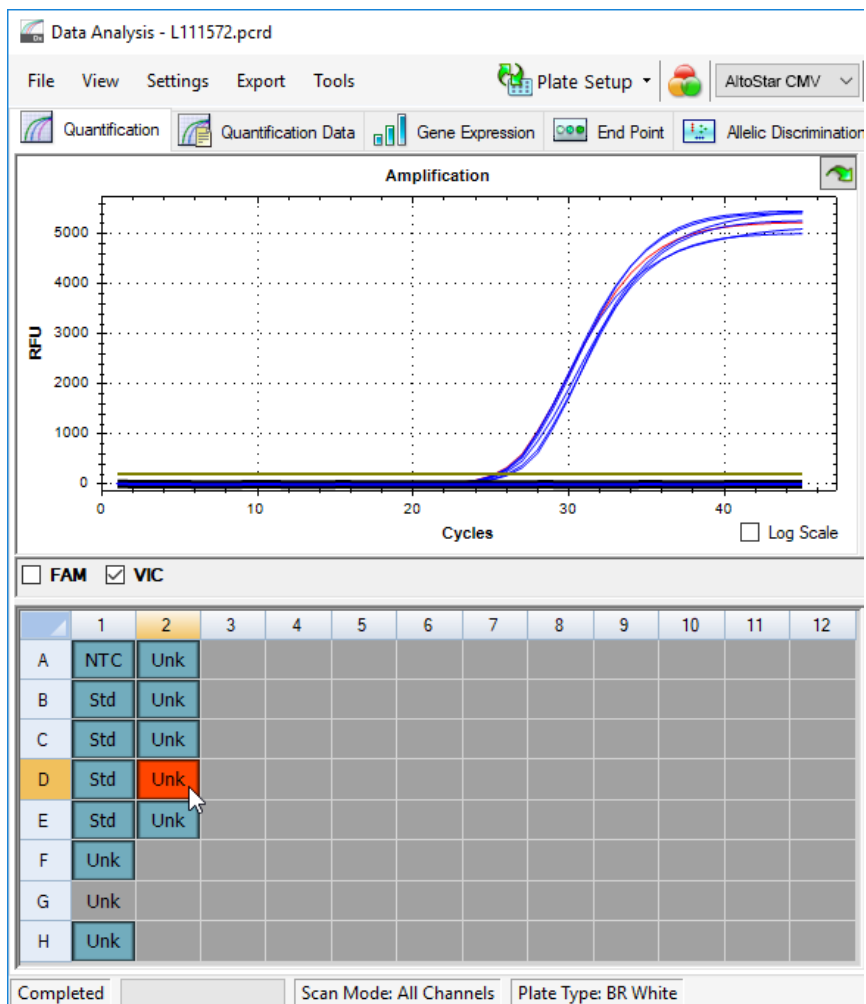 Data Analysis - L111572.pcrd
File View Settings Export Tools Plate Setup AltoStar CMV
Quantification Quantification Data Gene Expression End Point Allelic Discrimination
Amplification
RFU
5000
4000
3000
2000
1000
0
0 10 20 30 40
Cycles
Log Scale
FAM VIC
1 2 3 4 5 6 7 8 9 10 11 12
A NTC Unk
B Std Unk
C Std Unk
D Std Unk
E Std Unk
F Unk
G Unk
H Unk
Completed Scan Mode: All Channels Plate Type: BR White